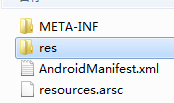 META-INF
res
AndroidManifest.xml
resources.arsc